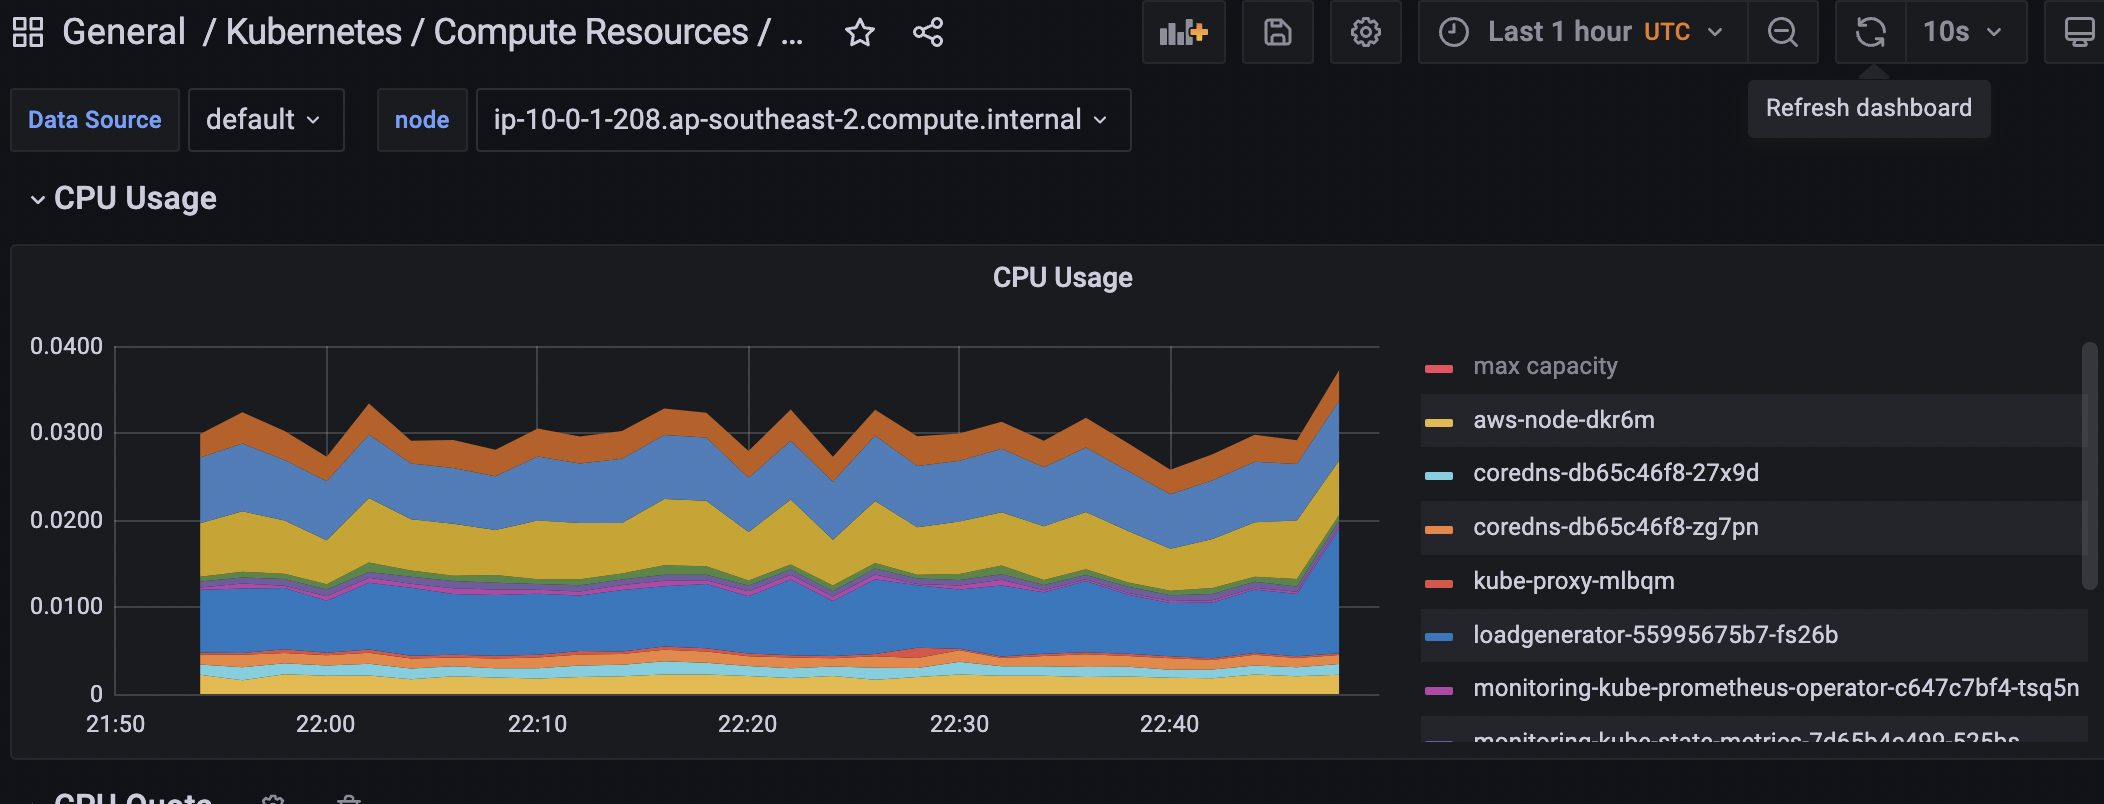 General / Kubernetes / Compute Resources / ...
Last 1 hour UTC
10s
Refresh dashboard
Data Source
default
node
ip-10-0-1-208.ap-southeast-2.compute.internal
CPU Usage
CPU Usage
0.0400
0.0300
0.0200
0.0100
0
21:50
22:00
22:10
22:20
22:30
22:40
max capacity
aws-node-dkr6m
coredns-db65c46f8-27x9d
coredns-db65c46f8-zg7pn
kube-proxy-mlbqm
loadgenerator-55995675b7-fs26b
monitoring-kube-prometheus-operator-c647c7bf4-tsq5n
CPU Quota